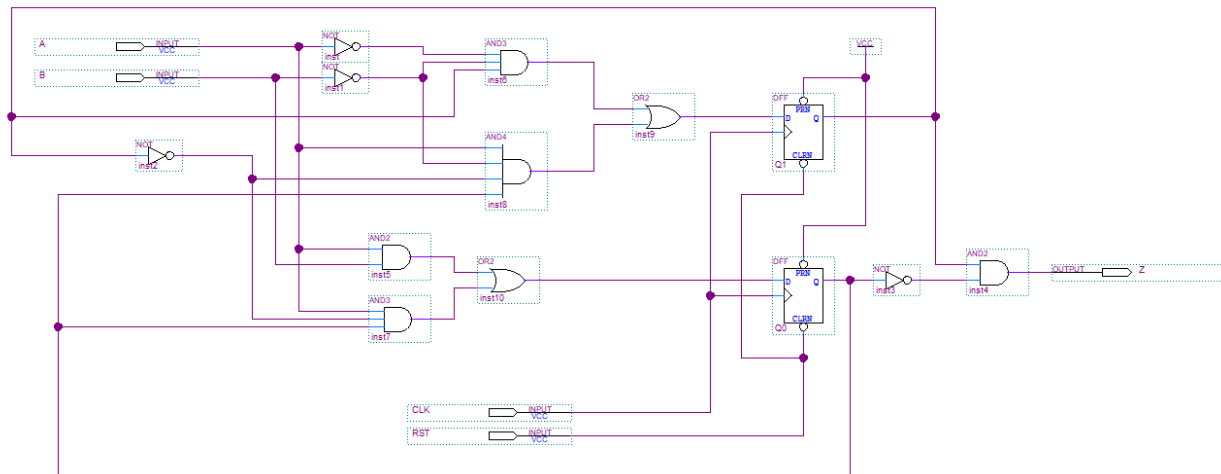 A
INPUT
VCC
B
INPUT
VCC
NOT
inst
NOT
inst1
AND3
inst6
OR2
inst9
VCC
DFF
PRN
D
Q
CLRN
Q1
NOT
inst2
AND4
inst8
AND2
inst5
OR2
inst10
AND3
inst7
DFF
PRN
D
Q
CLRN
Q0
NOT
inst3
AND2
inst4
OUTPUT
Z
CLK
INPUT
VCC
RST
INPUT
VCC